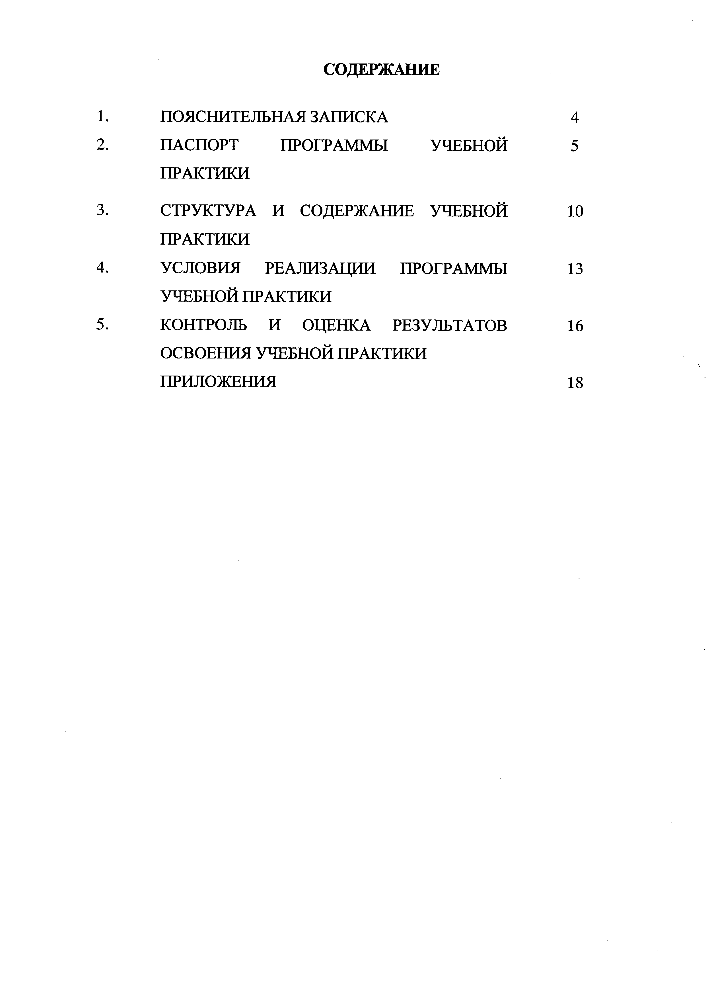 СОДЕРЖАНИЕ
1. ПОЯСНИТЕЛЬНАЯ ЗАПИСКА 4
2. ПАСПОРТ ПРОГРАММЫ УЧЕБНОЙ 5
ПРАКТИКИ
3. СТРУКТУРА И СОДЕРЖАНИЕ УЧЕБНОЙ 10
ПРАКТИКИ
4. УСЛОВИЯ РЕАЛИЗАЦИИ ПРОГРАММЫ 13
УЧЕБНОЙ ПРАКТИКИ
5. КОНТРОЛЬ И ОЦЕНКА РЕЗУЛЬТАТОВ 16
ОСВОЕНИЯ УЧЕБНОЙ ПРАКТИКИ
ПРИЛОЖЕНИЯ 18